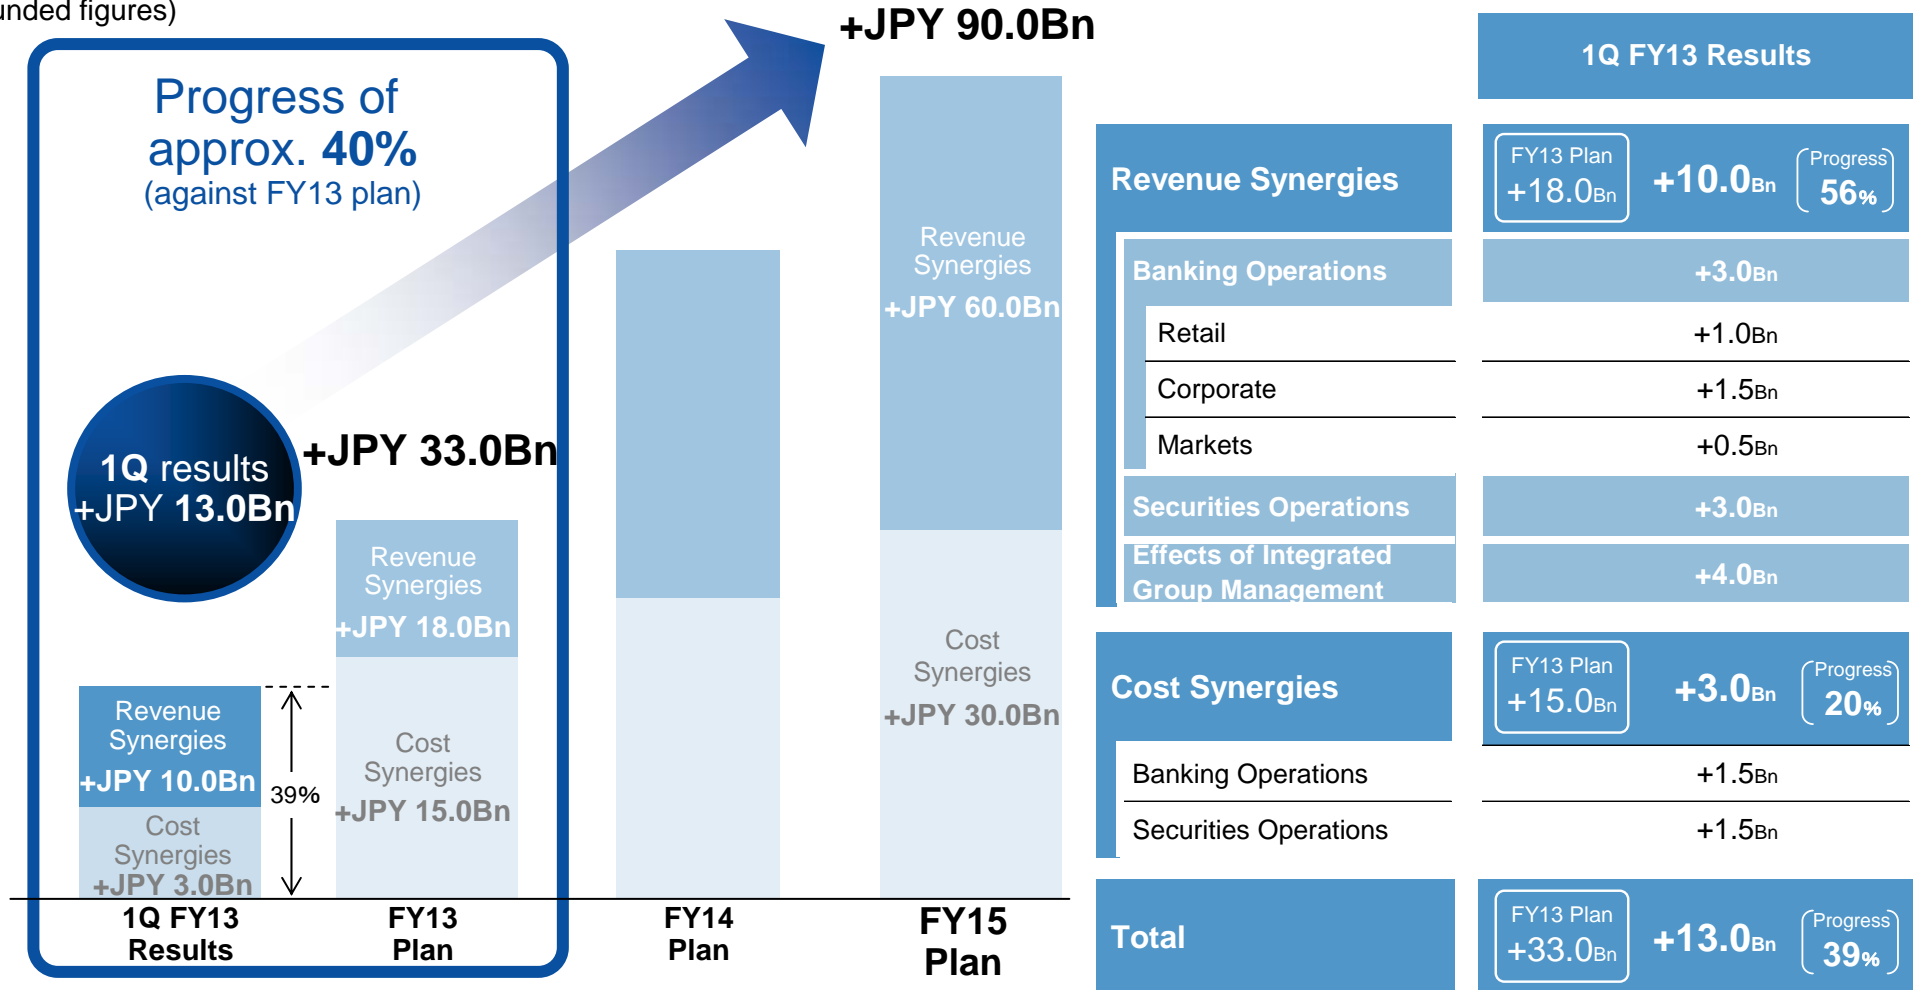 unded figures)
+JPY 90.0Bn
Progress of
approx. 40%
(against FY13 plan)
1Q results
+JPY 13.0Bn
+JPY 33.0Bn
Revenue
Synergies
+JPY 10.0Bn
Cost
Synergies
+JPY 3.0Bn
39%
Revenue
Synergies
+JPY 18.0Bn
Cost
Synergies
+JPY 15.0Bn
Revenue
Synergies
+JPY 60.0Bn
Cost
Synergies
+JPY 30.0Bn
1Q FY13
Results
FY13
Plan
FY14
Plan
FY15
Plan
1Q FY13 Results
Revenue Synergies
FY13 Plan
+18.0Bn
+10.0Bn
Progress
56%
Banking Operations +3.0Bn
Retail +1.0Bn
Corporate +1.5Bn
Markets +0.5Bn
Securities Operations +3.0Bn
Effects of Integrated
Group Management
+4.0Bn
Cost Synergies
FY13 Plan
+15.0Bn
+3.0Bn
Progress
20%
Banking Operations +1.5Bn
Securities Operations +1.5Bn
Total
FY13 Plan
+33.0Bn
+13.0Bn
Progress
39%